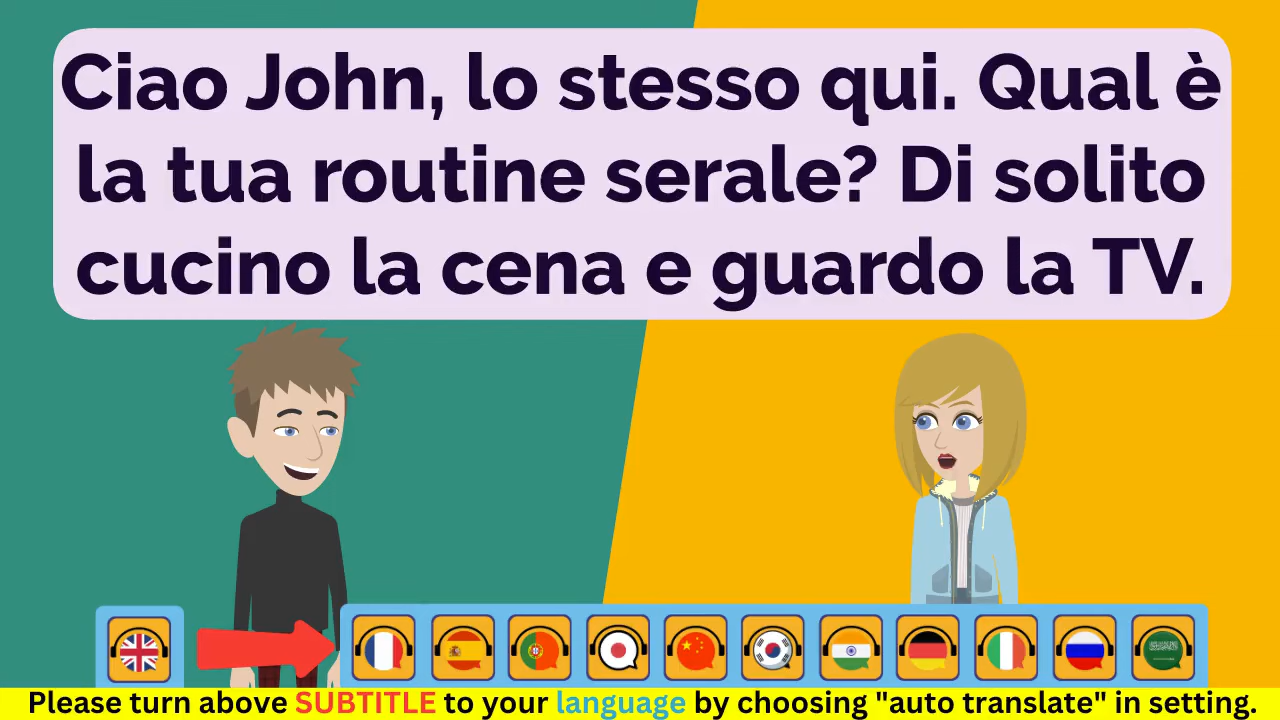 Ciao John, lo stesso qui. Qual è
la tua routine serale? Di solito
cucino la cena e guardo la TV.
Please turn above SUBTITLE to your language by choosing "auto translate" in setting.